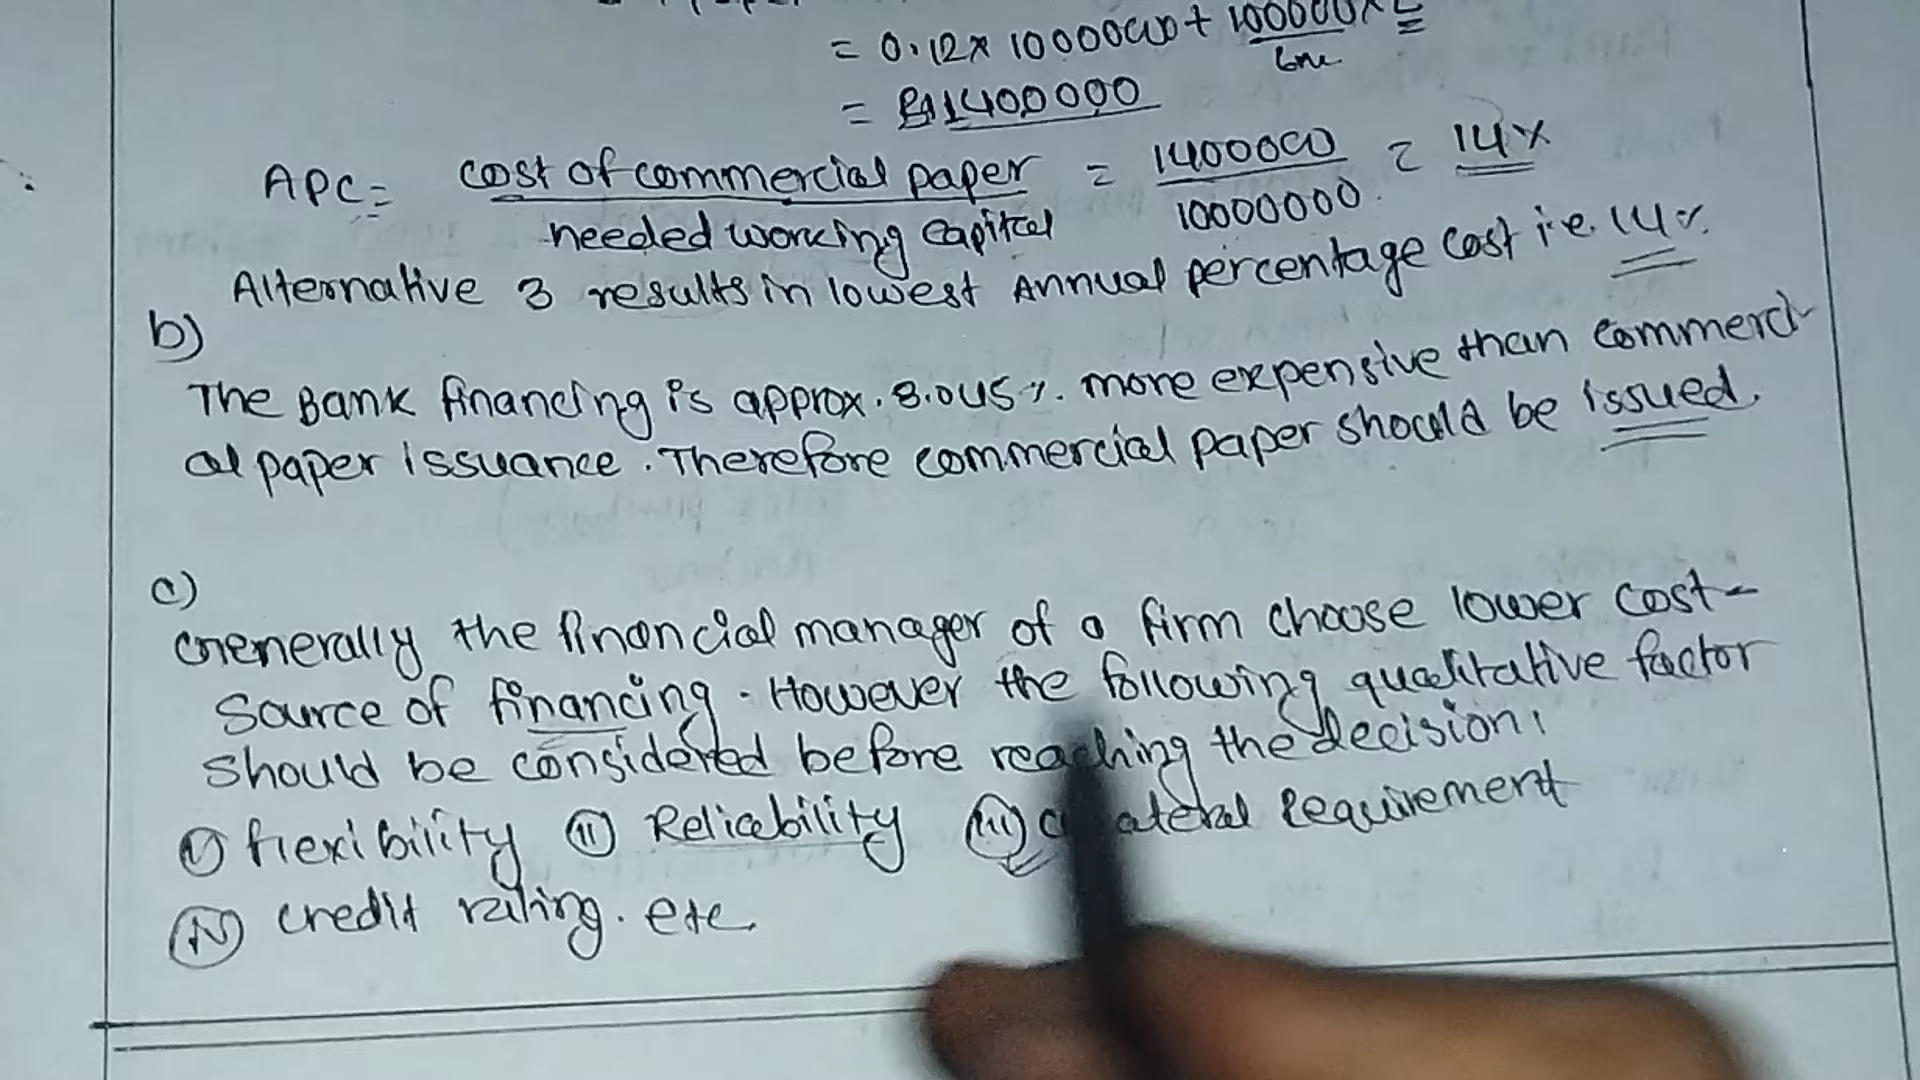 = 0.12 x 10000000 + 100000 x
6m
= 1400000
APC = cost of commercial paper / needed working capital = 1400000 / 10000000 = 14%
Alternative 3 results in lowest Annual percentage cost i.e. 14%
b)
The Bank financing is approx. 8.045%. more expensive than commerci-
al paper issuance. Therefore commercial paper should be issued.
c)
Generally the financial manager of a firm choose lower cost-
Source of financing. However the following qualitative factor
should be considered before reaching the decision,
(i) flexibility (ii) Reliability (iii) requirement
(iv) credit rating. etc